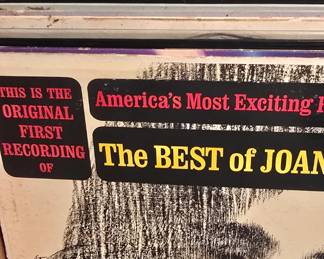 THIS IS THE
ORIGINAL
FIRST
RECORDING
OF
America's Most Exciting
The BEST of JOAN